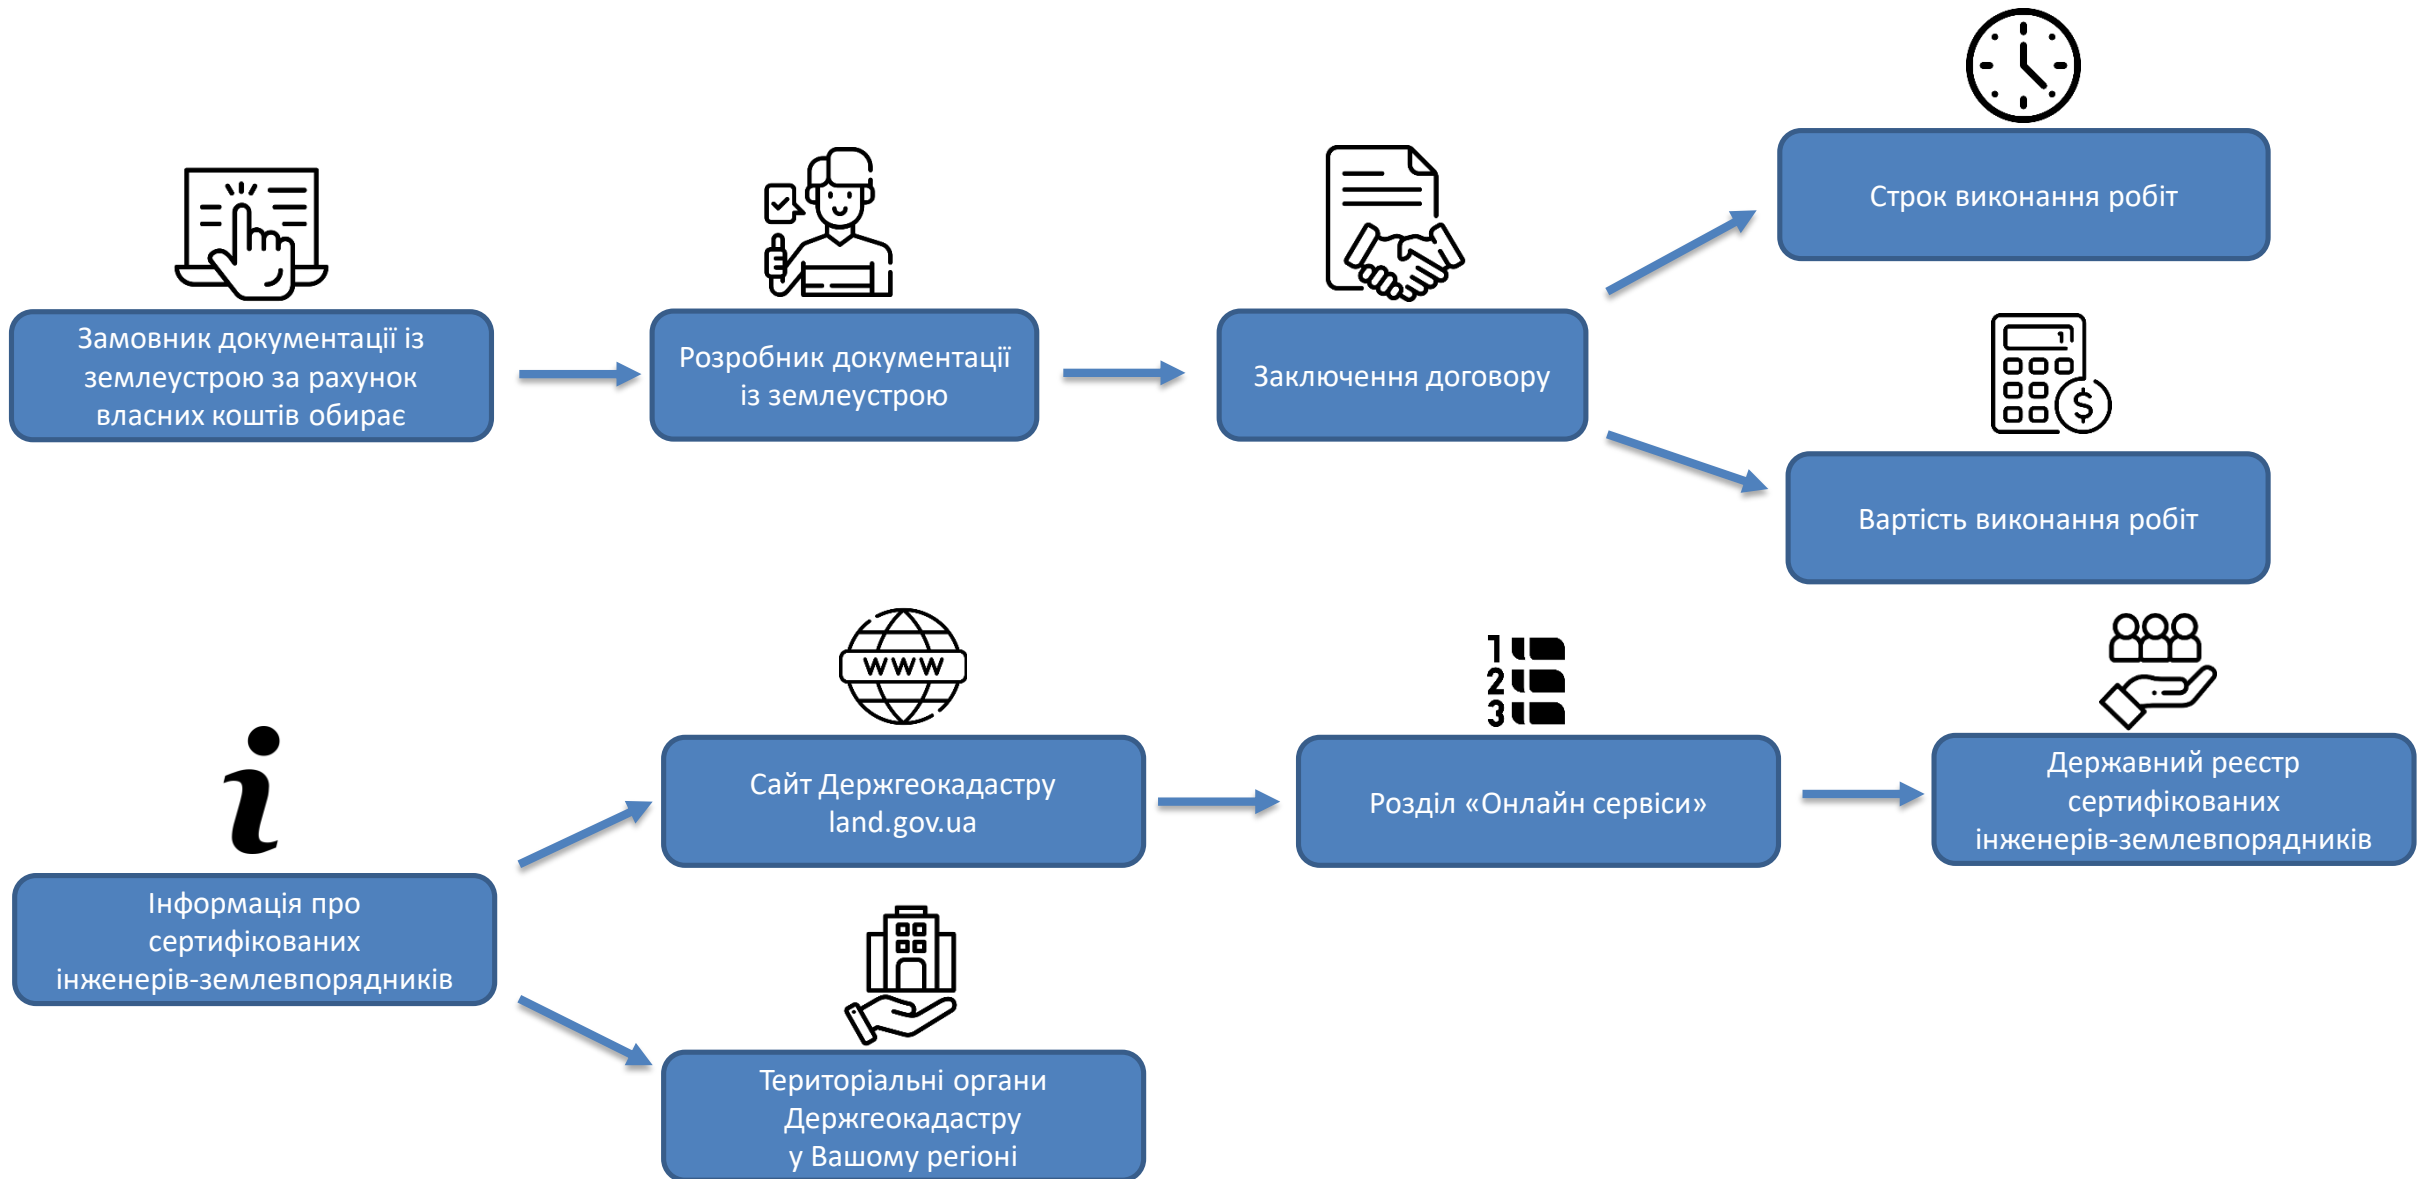 Замовник документації із
землеустрою за рахунок
власних коштів обирає
Розробник документації
із землеустрою
Заключення договору
Строк виконання робіт
Вартість виконання робіт
Інформація про
сертифікованих
інженерів-землевпорядників
WWW
Сайт Держгеокадастру
land.gov.ua
1
2
3
Розділ «Онлайн сервіси»
Державний реєстр
сертифікованих
інженерів-землевпорядників
Територіальні органи
Держгеокадастру
у Вашому регіоні